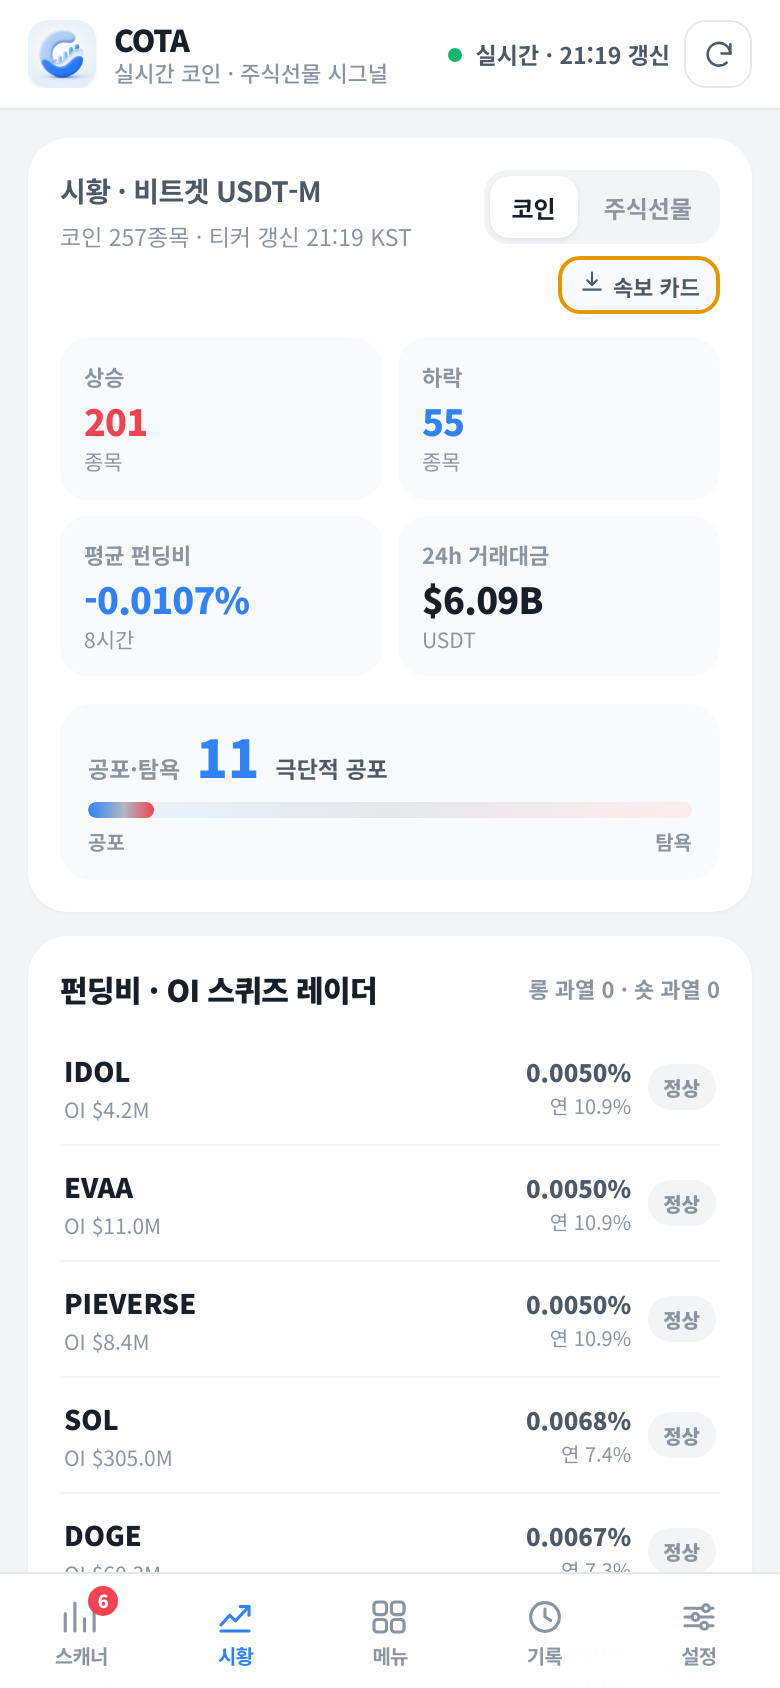 COTA
실시간 코인 · 주식선물 시그널
실시간 · 21:19 갱신
시황 · 비트겟 USDT-M
코인 257종목 · 티커 갱신 21:19 KST
코인
주식선물
속보 카드
상승
201
종목
하락
55
종목
평균 펀딩비
-0.0107%
8시간
24h 거래대금
$6.09B
USDT
공포·탐욕 11 극단적 공포
공포
탐욕
펀딩비 · OI 스퀴즈 레이더
롱 과열 0 · 숏 과열 0
IDOL
OI $4.2M
0.0050%
연 10.9%
정상
EVAA
OI $11.0M
0.0050%
연 10.9%
정상
PIEVERSE
OI $8.4M
0.0050%
연 10.9%
정상
SOL
OI $305.0M
0.0068%
연 7.4%
정상
DOGE
0.0067%
연 7.3%
정상
6
스캐너
시황
메뉴
기록
설정